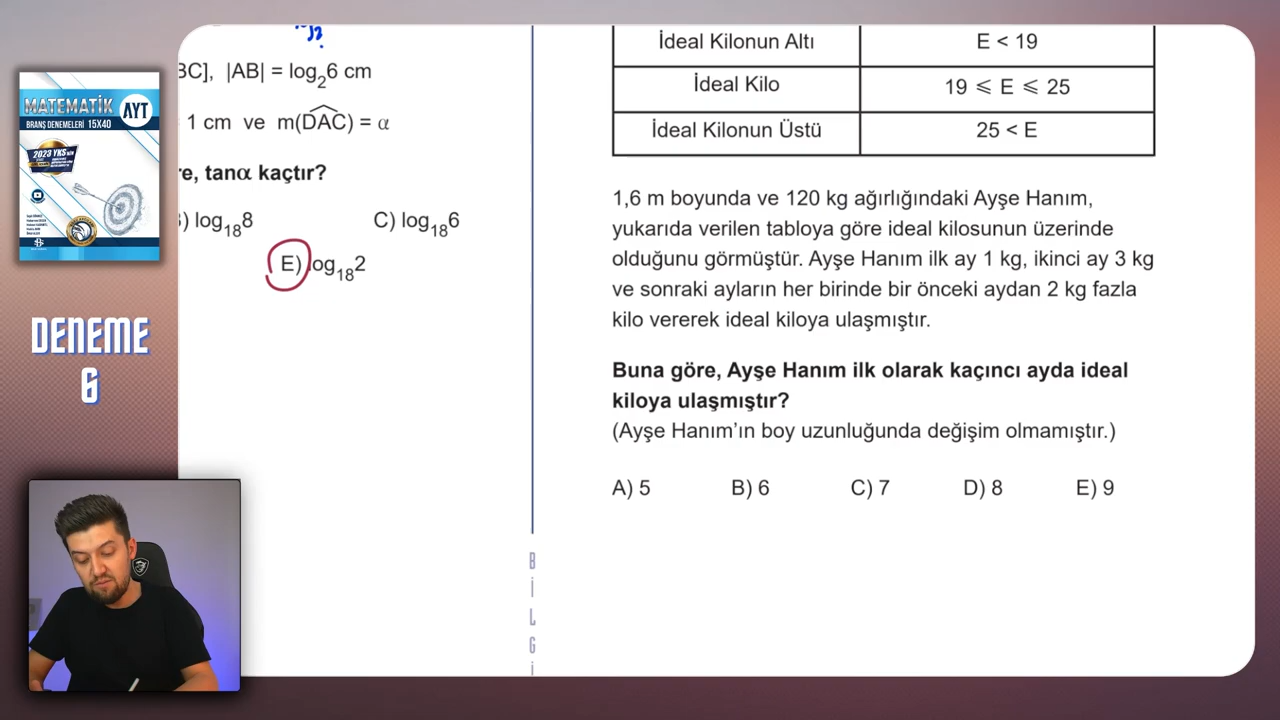 MATEMATİK
AYT
BRANŞ DENEMELERİ 15X40
2023 YKS'NİN
DENEME
6
BC], |AB| = log₂6 cm
1 cm ve m(DAC) = α
re, tanα kaçtır?
) log₁₈8
C) log₁₈6
E) log₁₈2
İdeal Kilonun Altı
E < 19
İdeal Kilo
19 ⩽ E ⩽ 25
İdeal Kilonun Üstü
25 < E
1,6 m boyunda ve 120 kg ağırlığındaki Ayşe Hanım,
yukarıda verilen tabloya göre ideal kilosunun üzerinde
olduğunu görmüştür. Ayşe Hanım ilk ay 1 kg, ikinci ay 3 kg
ve sonraki ayların her birinde bir önceki aydan 2 kg fazla
kilo vererek ideal kiloya ulaşmıştır.
Buna göre, Ayşe Hanım ilk olarak kaçıncı ayda ideal
kiloya ulaşmıştır?
(Ayşe Hanım'ın boy uzunluğunda değişim olmamıştır.)
A) 5
B) 6
C) 7
D) 8
E) 9
B
İ
L
G
İ